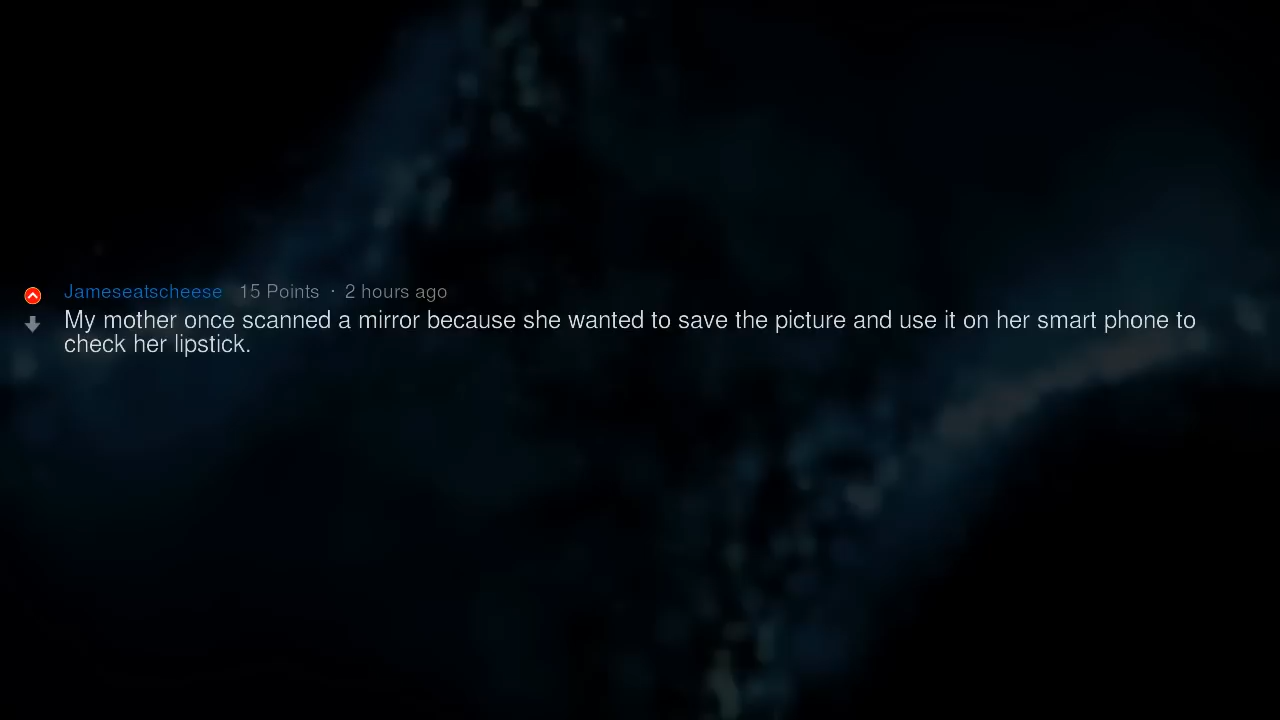 Jameseatscheese 15 Points · 2 hours ago
My mother once scanned a mirror because she wanted to save the picture and use it on her smart phone to
check her lipstick.